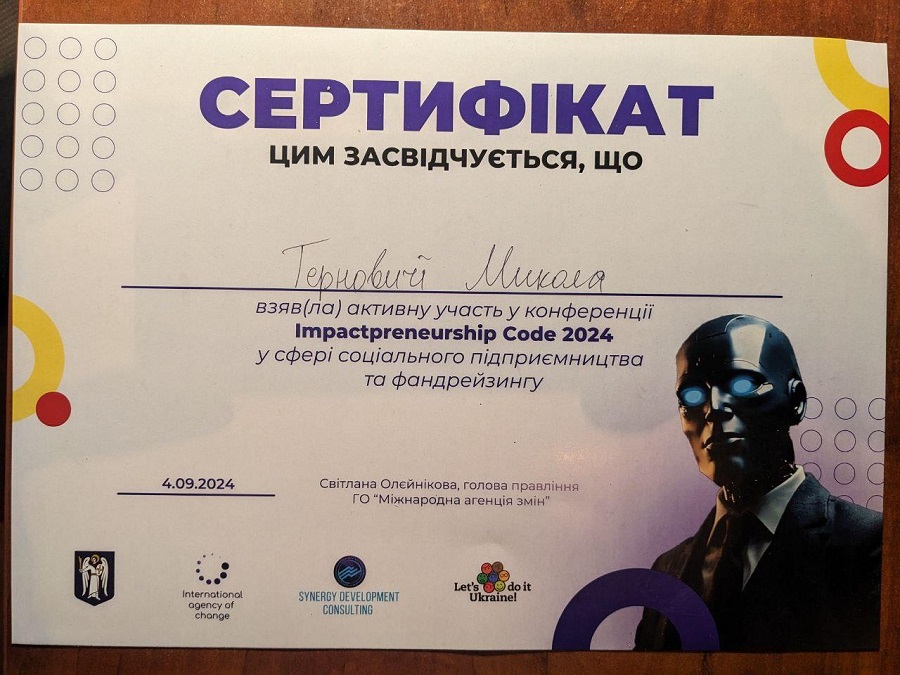 СЕРТИФІКАТ
ЦИМ ЗАСВІДЧУЄТЬСЯ, ЩО
Терновичі Микола
взяв(ла) активну участь у конференції
Impactpreneurship Code 2024
у сфері соціального підприємництва
та фандрейзингу
4.09.2024
Світлана Олєйнікова, голова правління
ГО “Міжнародна агенція змін”
International
agency of
change
SYNERGY DEVELOPMENT
CONSULTING
Let's do it
Ukraine!